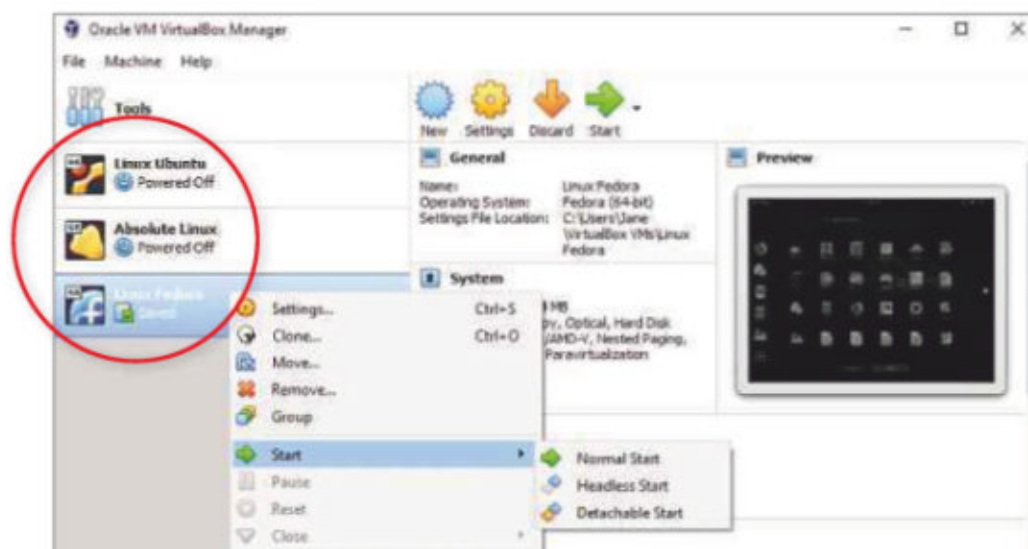 Oracle VM VirtualBox Manager
File Machine Help
Tools
New Settings Discard Start
Linux Ubuntu
Powered Off
Absolute Linux
Powered Off
Linux Fedora
Saved
General
Name: Linux Fedora
Operating System: Fedora (64-bit)
Settings File Location: C:\Users\Jane
VirtualBox VMs\Linux
Fedora
Preview
System
MB
Optical, Hard Disk
/AMD-V, Nested Paging,
Paravirtualization
Settings... Ctrl+S
Clone... Ctrl+O
Move...
Remove...
Group
Start
Pause
Reset
Close
Normal Start
Headless Start
Detachable Start